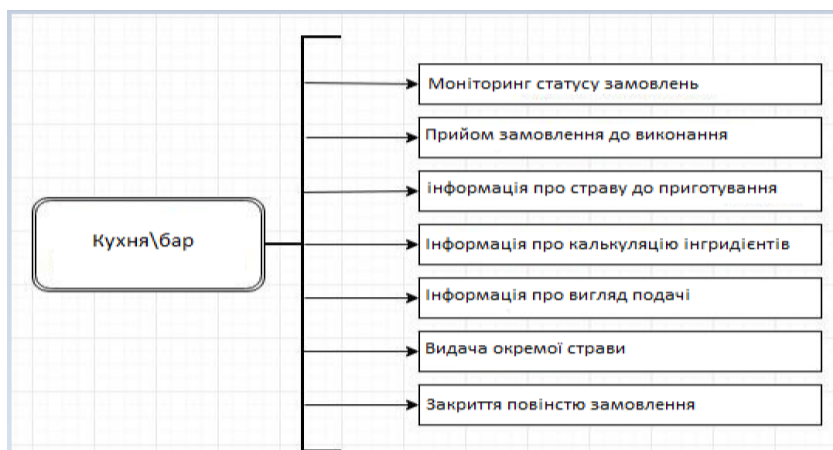 Моніторинг статусу замовлень
Прийом замовлення до виконання
інформація про страву до приготування
Кухня\бар
Інформація про калькуляцію інгридієнтів
Інформація про вигляд подачі
Видача окремої страви
Закриття повіністю замовлення